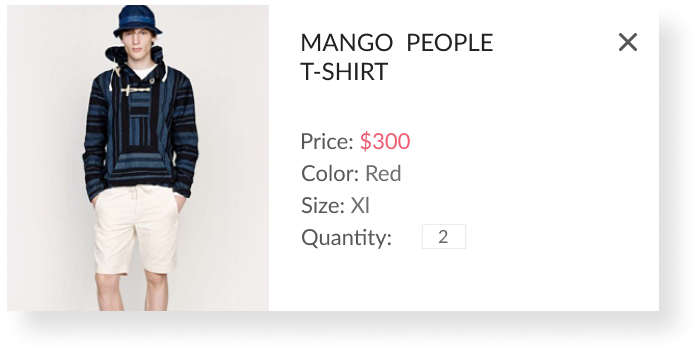 MANGO PEOPLE
T-SHIRT
Price: $300
Color: Red
Size: Xl
Quantity: 2